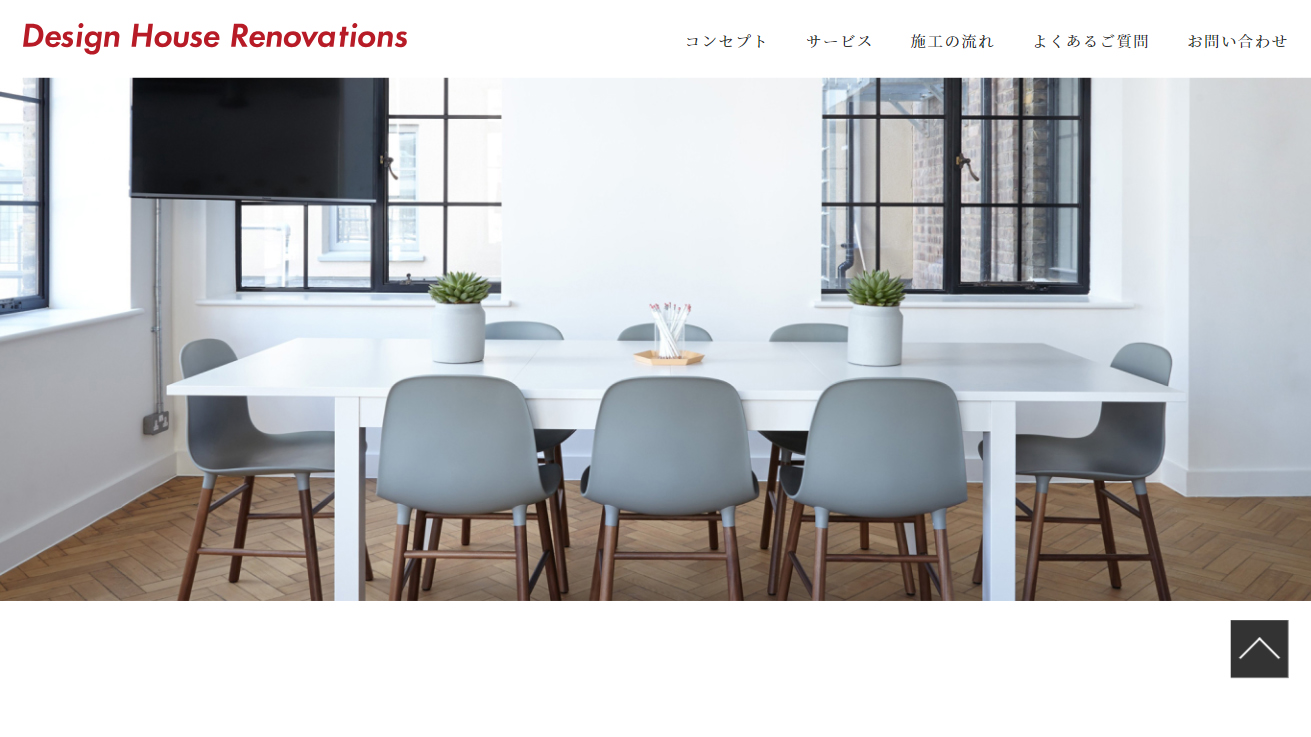 Design House Renovations
コンセプト
サービス
施工の流れ
よくあるご質問
お問い合わせ